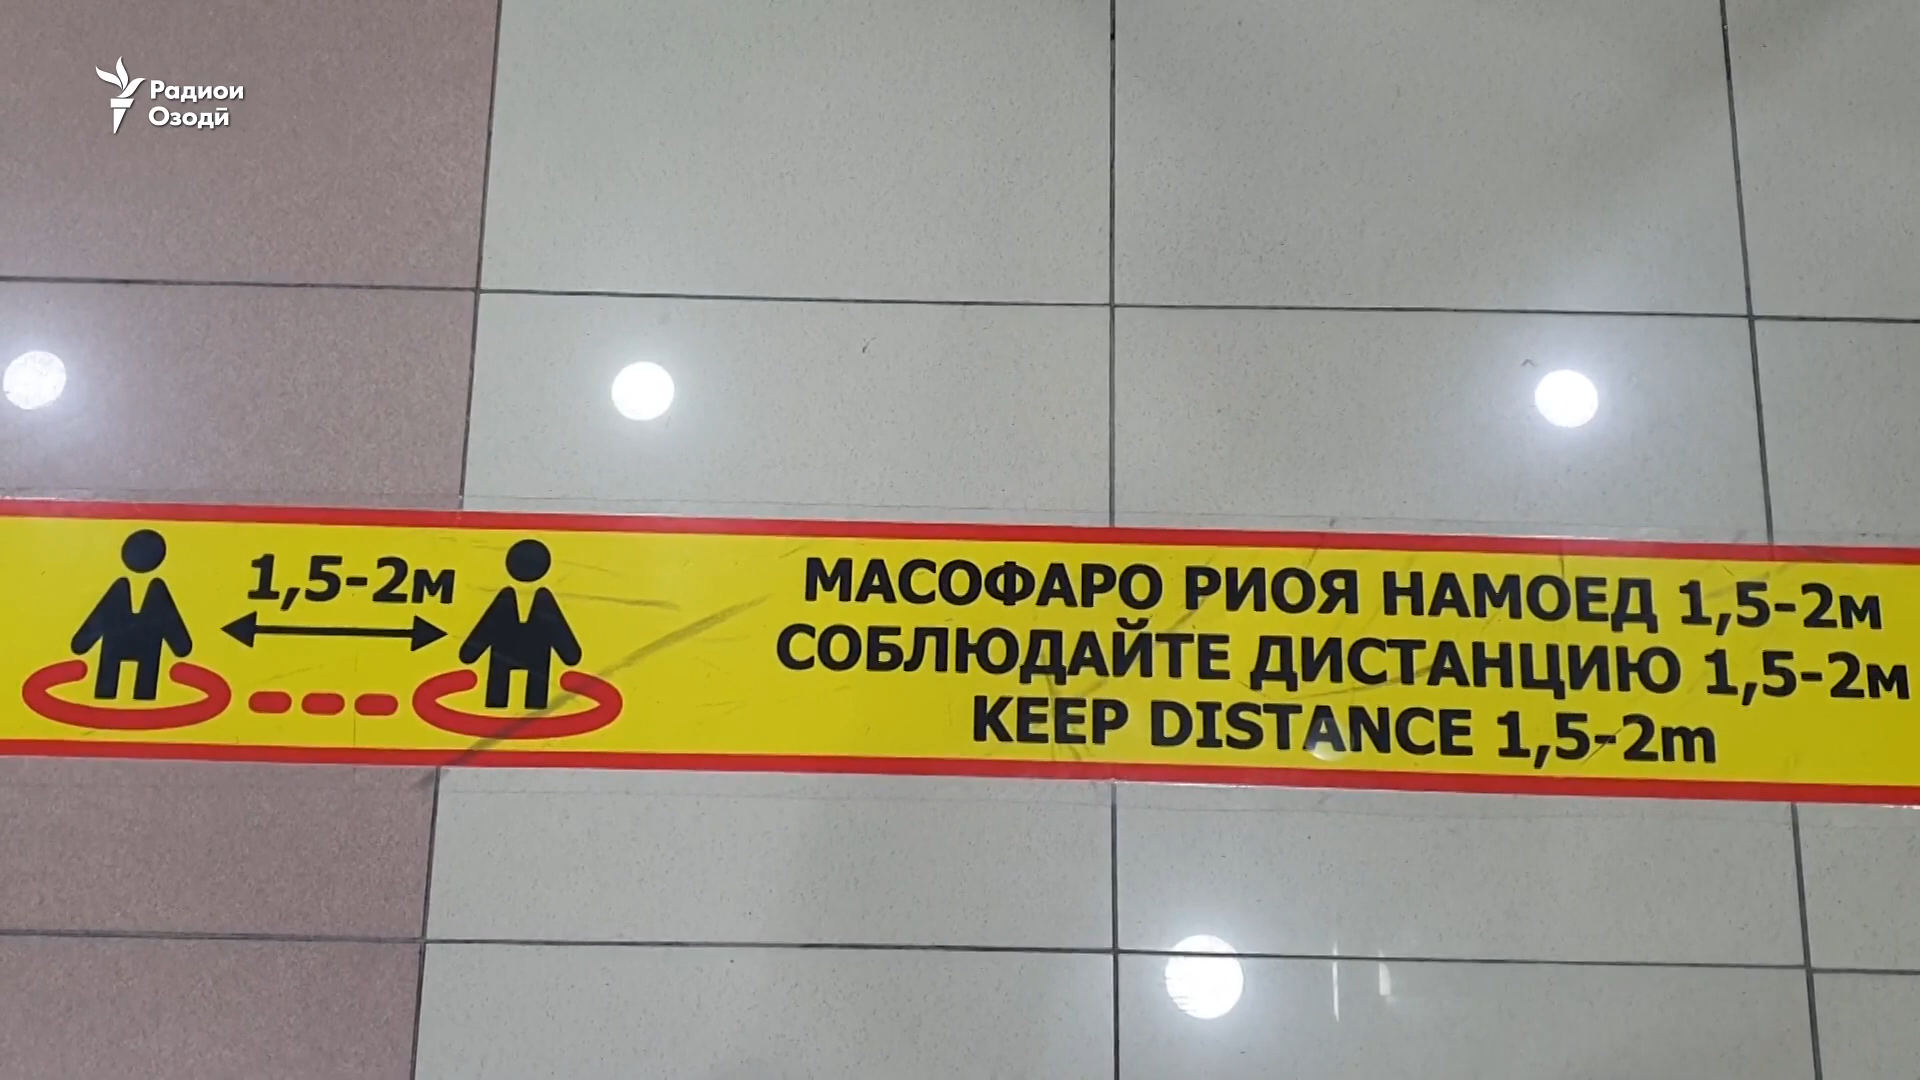 Радиои
Озодӣ
1,5-2м
МАСОФАРО РИОЯ НАМОЕД 1,5-2м
СОБЛЮДАЙТЕ ДИСТАНЦИЮ 1,5-2м
KEEP DISTANCE 1,5-2m